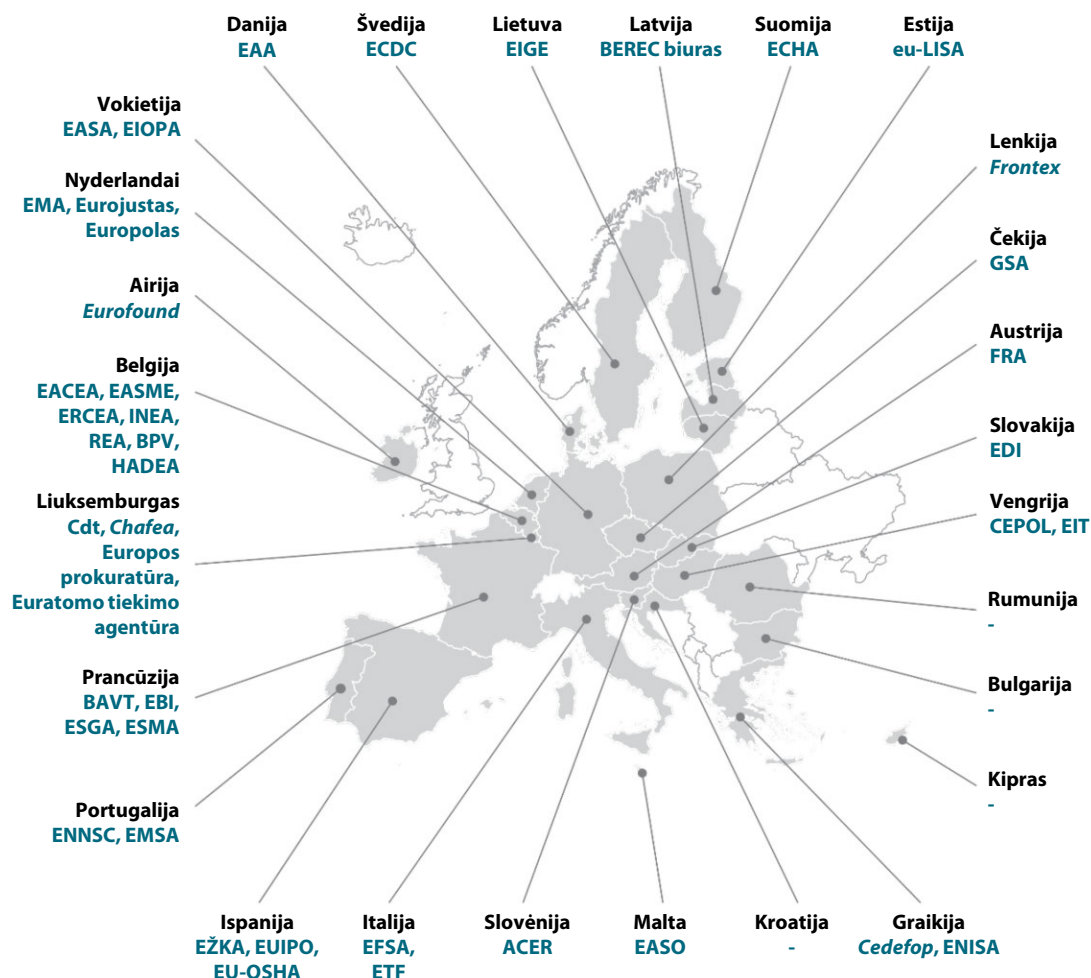 Danija
EAA
Švedija
ECDC
Lietuva
EIGE
Latvija
BEREC biuras
Suomija
ECHA
Estija
eu-LISA
Vokietija
EASA, EIOPA
Nyderlandai
EMA, Eurojustas,
Europolas
Airija
Eurofound
Belgija
EACEA, EASME,
ERCEA, INEA,
REA, BPV,
HADEA
Liuksemburgas
Cdt, Chafea,
Europos
prokuratūra,
Euratomo tiekimo
agentūra
Prancūzija
BAVT, EBI,
ESGA, ESMA
Portugalija
ENNSC, EMSA
Lenkija
Frontex
Čekija
GSA
Austrija
FRA
Slovakija
EDI
Vengrija
CEPOL, EIT
Rumunija
-
Bulgarija
-
Kipras
-
Ispanija
EŽKA, EUIPO,
EU-OSHA
Italija
EFSA,
ETF
Slovėnija
ACER
Malta
EASO
Kroatija
-
Graikija
Cedefop, ENISA